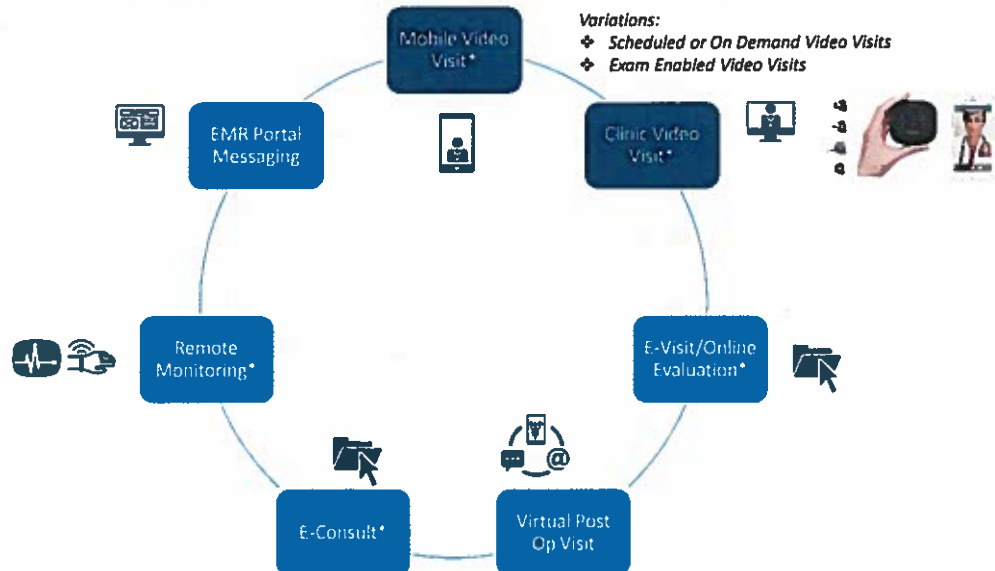 Mobile Video
Visit*
Variations:
❖ Scheduled or On Demand Video Visits
❖ Exam Enabled Video Visits
EMR Portal
Messaging
Clinic Video
Visit*
Remote
Monitoring*
E-Visit/Online
Evaluation*
@
E-Consult*
Virtual Post
Op Visit